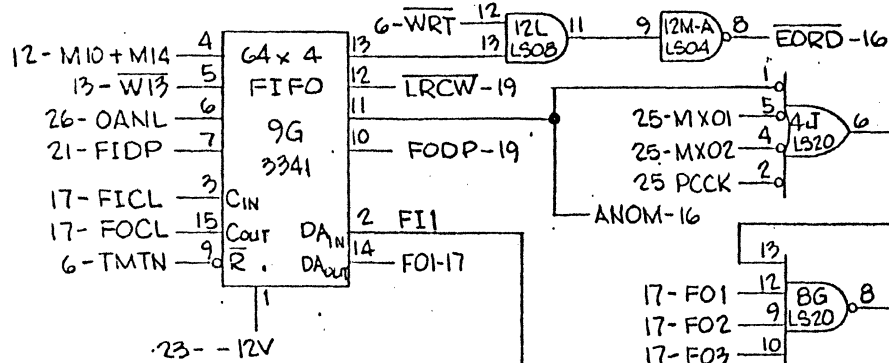 6-WRT 12
12L
LS08
11
9
12M-A
LS04
8
EORD-16
13
12-M10+M14 4
64 x 4
FIFO
9G
3341
13
13-W13 5
12 LRCW-19
26-OANL 6
11
21-FIDP 7
10 FODP-19
17-FICL 3 CIN
17-FOCL 15 COUT
DAIN 2 FI1
6-TMTN 9 R
DAOUT 14 FO1-17
1
23- -12V
1
25-MX01 5
4J
LS20
6
25-MX02 4
25 PCCK 2
ANOM-16
13
17-FO1 12
8G
LS20
8
17-FO2 9
17-FO3 10